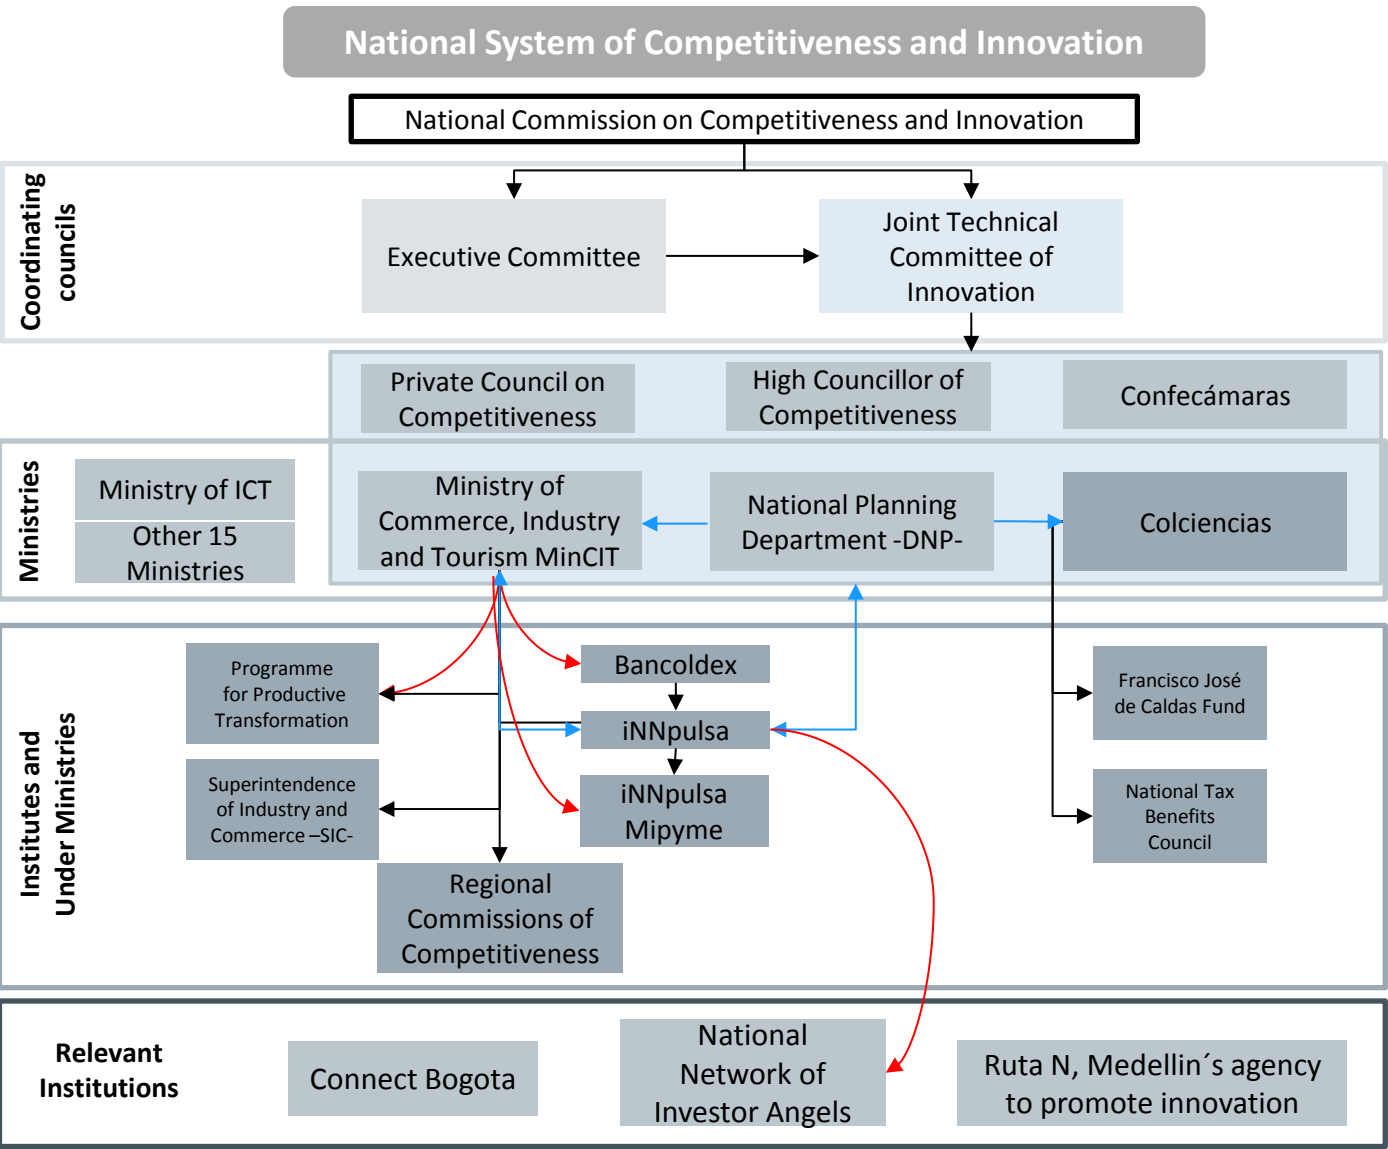 National System of Competitiveness and Innovation
National Commission on Competitiveness and Innovation
Coordinating
councils
Executive Committee
Joint Technical
Committee of
Innovation
Private Council on
Competitiveness
High Councillor of
Competitiveness
Confecámaras
Ministries
Ministry of ICT
Other 15
Ministries
Ministry of
Commerce, Industry
and Tourism MinCIT
National Planning
Department -DNP-
Colciencias
Institutes and
Under Ministries
Programme
for Productive
Transformation
Bancoldex
iNNpulsa
iNNpulsa
Mipyme
Superintendence
of Industry and
Commerce –SIC-
Regional
Commissions of
Competitiveness
Francisco José
de Caldas Fund
National Tax
Benefits
Council
Relevant
Institutions
Connect Bogota
National
Network of
Investor Angels
Ruta N, Medellin´s agency
to promote innovation